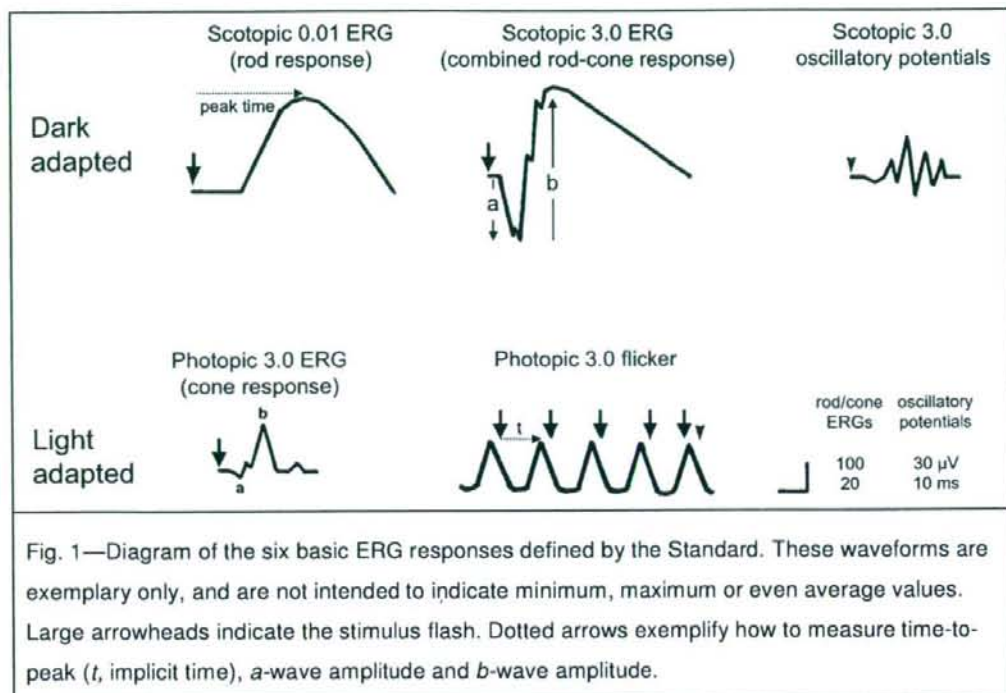 Scotopic 0.01 ERG
(rod response)
Scotopic 3.0 ERG
(combined rod-cone response)
Scotopic 3.0
oscillatory potentials
Dark
adapted
peak time
a
b
Photopic 3.0 ERG
(cone response)
Photopic 3.0 flicker
Light
adapted
b
a
t
rod/cone oscillatory
ERGs potentials
100 30 µV
20 10 ms
Fig. 1—Diagram of the six basic ERG responses defined by the Standard. These waveforms are
exemplary only, and are not intended to indicate minimum, maximum or even average values.
Large arrowheads indicate the stimulus flash. Dotted arrows exemplify how to measure time-to-
peak (t, implicit time), a-wave amplitude and b-wave amplitude.